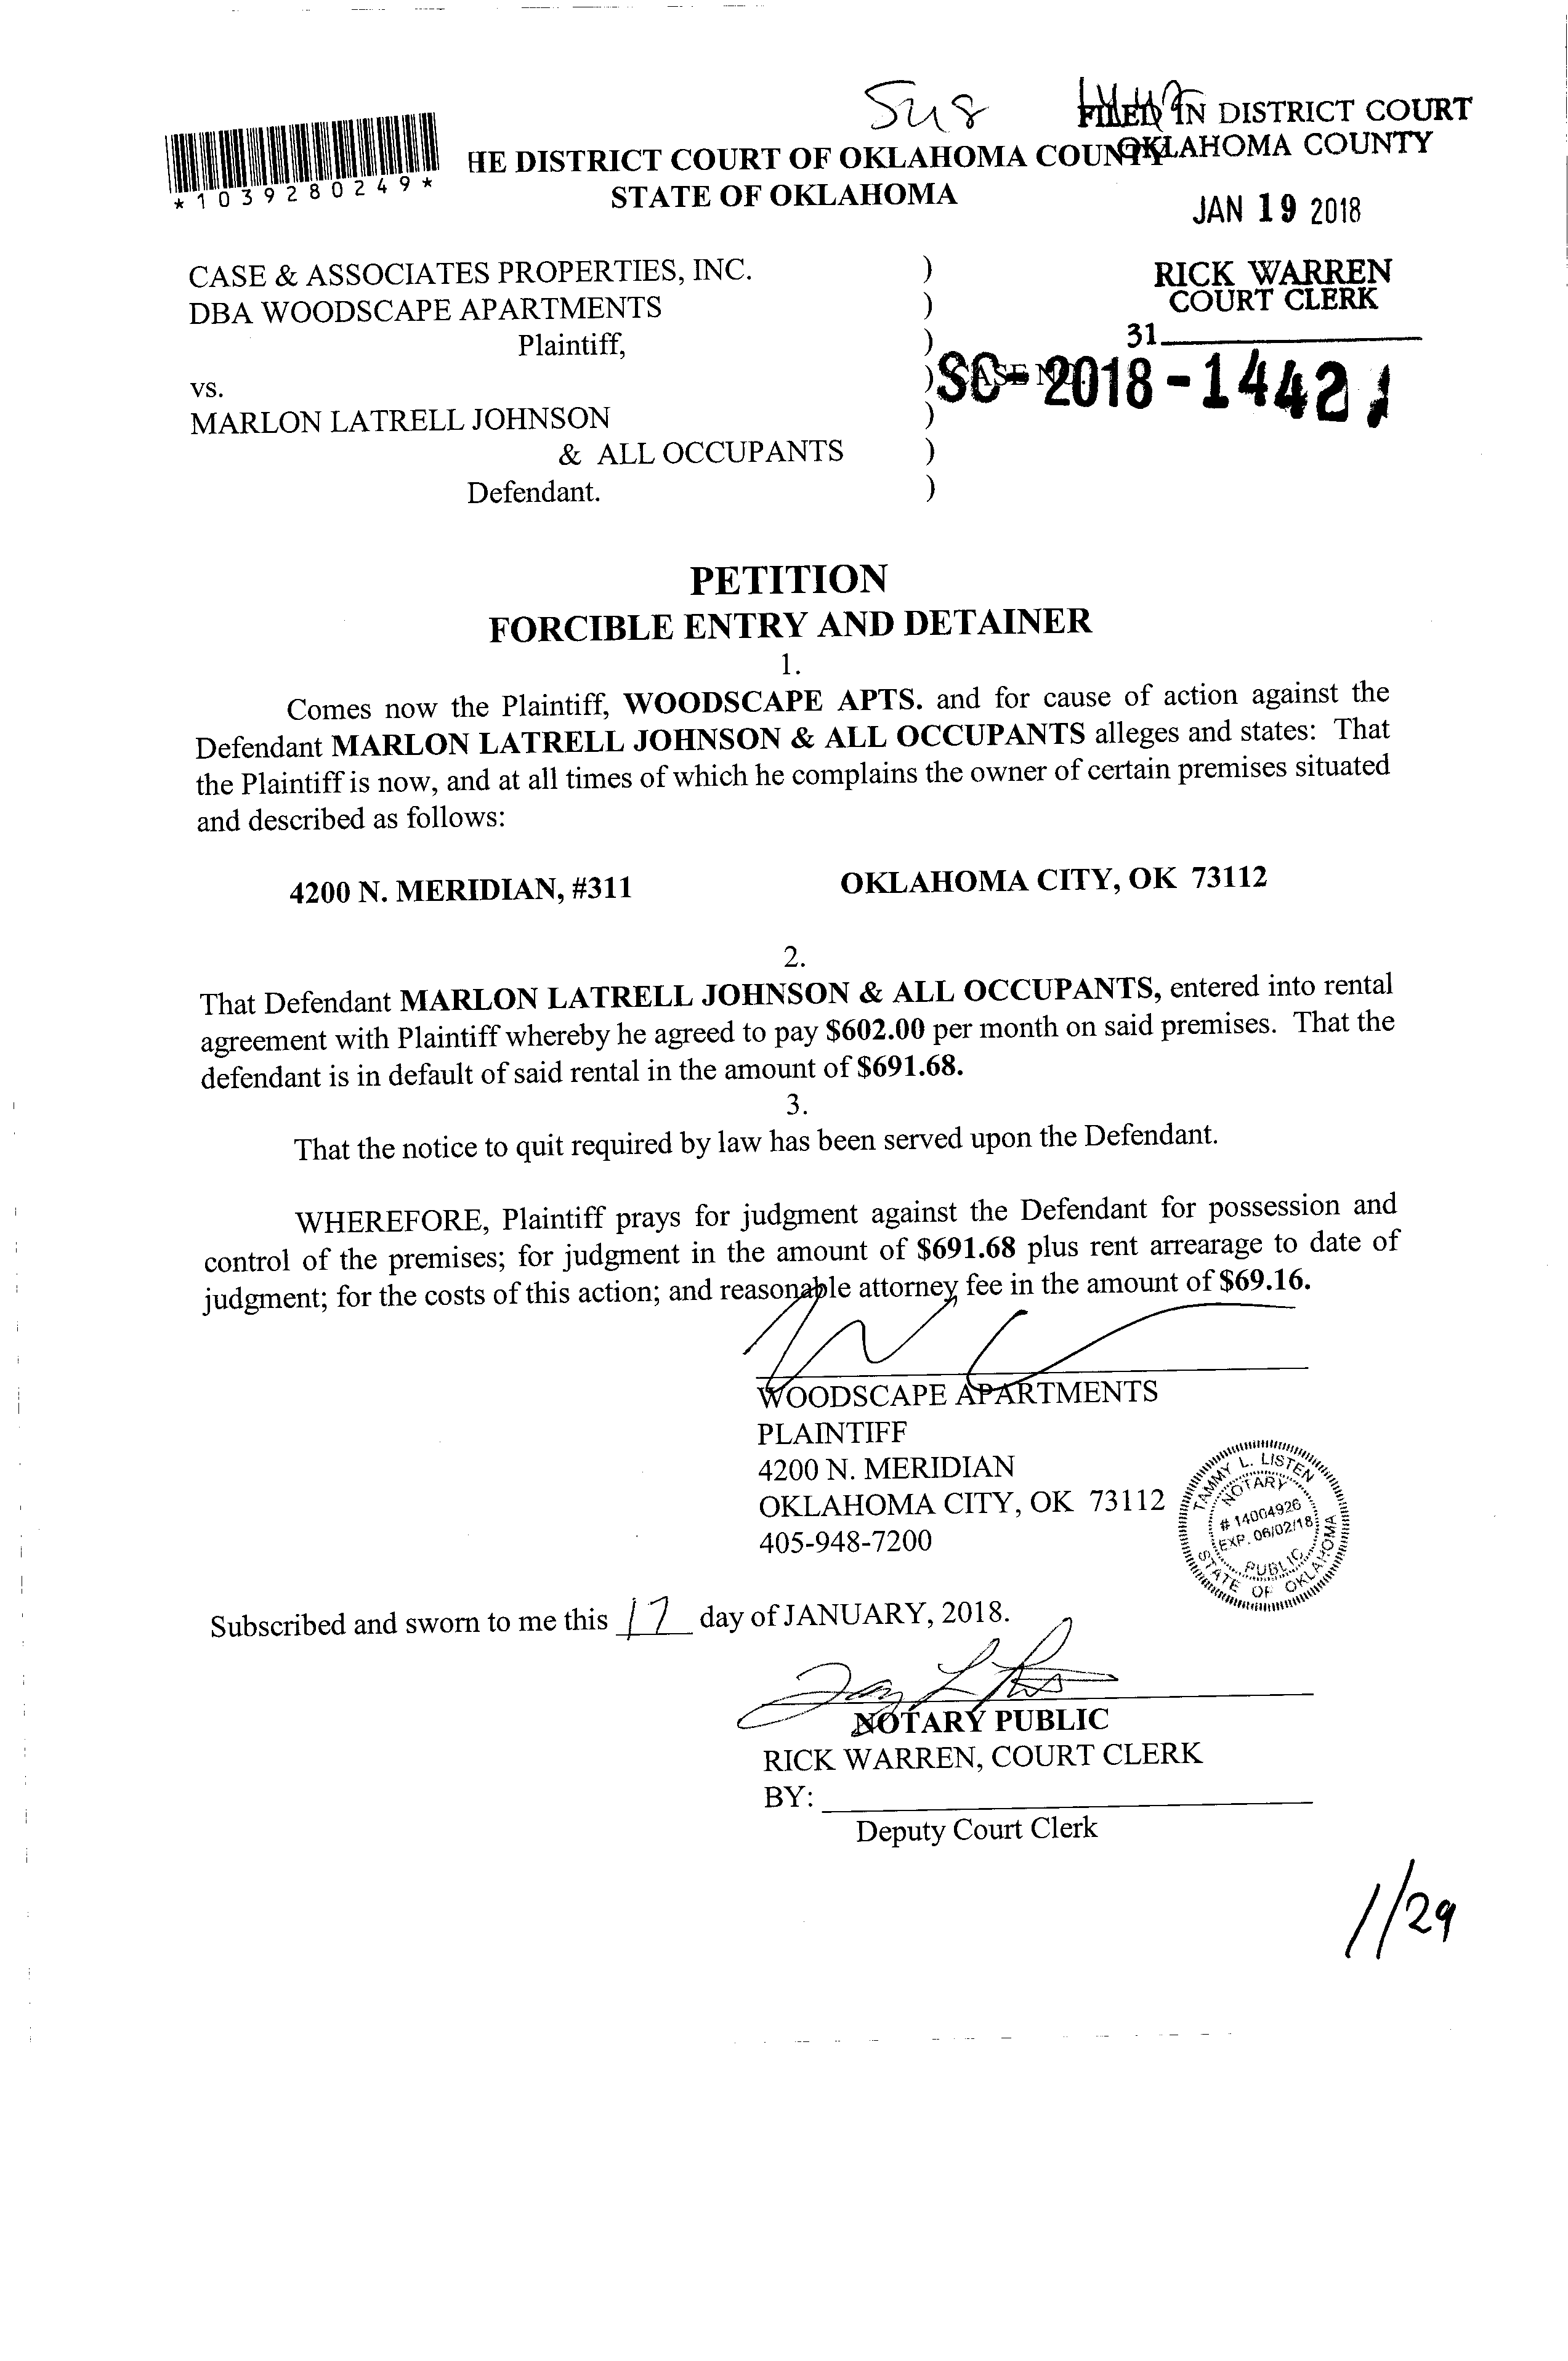 Sus
FILED IN DISTRICT COURT
OKLAHOMA COUNTY
*1039280249*
HE DISTRICT COURT OF OKLAHOMA COUNTY
STATE OF OKLAHOMA
JAN 19 2018
CASE & ASSOCIATES PROPERTIES, INC. )
DBA WOODSCAPE APARTMENTS )
Plaintiff, )
RICK WARREN
COURT CLERK
31
vs. ) CASE NO.
SC-2018-1442
MARLON LATRELL JOHNSON )
& ALL OCCUPANTS )
Defendant. )
PETITION
FORCIBLE ENTRY AND DETAINER
1.
Comes now the Plaintiff, WOODSCAPE APTS. and for cause of action against the
Defendant MARLON LATRELL JOHNSON & ALL OCCUPANTS alleges and states: That
the Plaintiff is now, and at all times of which he complains the owner of certain premises situated
and described as follows:
4200 N. MERIDIAN, #311 OKLAHOMA CITY, OK 73112
2.
That Defendant MARLON LATRELL JOHNSON & ALL OCCUPANTS, entered into rental
agreement with Plaintiff whereby he agreed to pay $602.00 per month on said premises. That the
defendant is in default of said rental in the amount of $691.68.
3.
That the notice to quit required by law has been served upon the Defendant.
WHEREFORE, Plaintiff prays for judgment against the Defendant for possession and
control of the premises; for judgment in the amount of $691.68 plus rent arrearage to date of
judgment; for the costs of this action; and reasonable attorney fee in the amount of $69.16.
WOODSCAPE APARTMENTS
PLAINTIFF
4200 N. MERIDIAN
OKLAHOMA CITY, OK 73112
405-948-7200
TAMMY L. LISTEN
NOTARY
# 14004926
EXP. 06/02/18
PUBLIC
STATE OF OKLAHOMA
Subscribed and sworn to me this 17 day of JANUARY, 2018.
NOTARY PUBLIC
RICK WARREN, COURT CLERK
BY:
Deputy Court Clerk
1/29